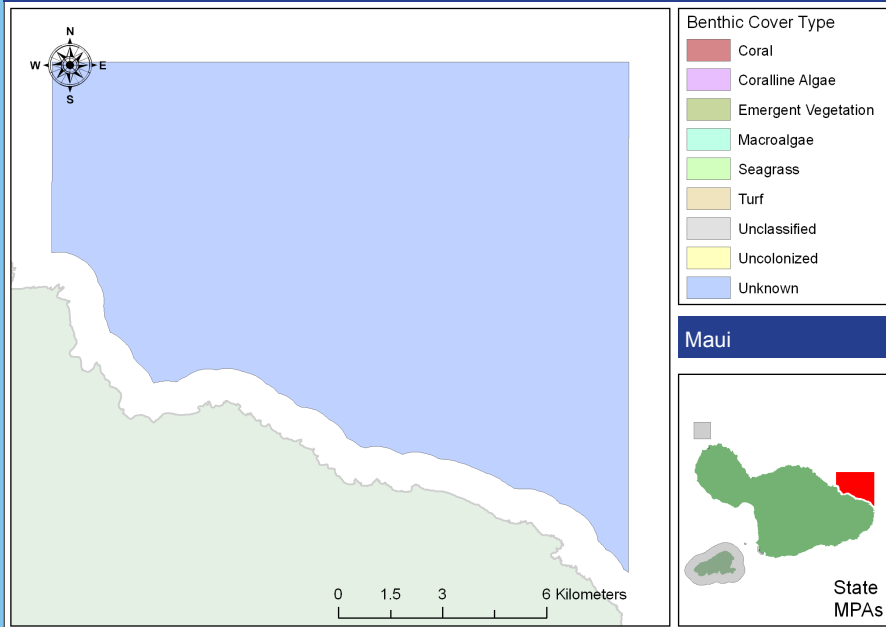 N
W E
S
0 1.5 3 6 Kilometers
Benthic Cover Type
Coral
Coralline Algae
Emergent Vegetation
Macroalgae
Seagrass
Turf
Unclassified
Uncolonized
Unknown
Maui
State
MPAs